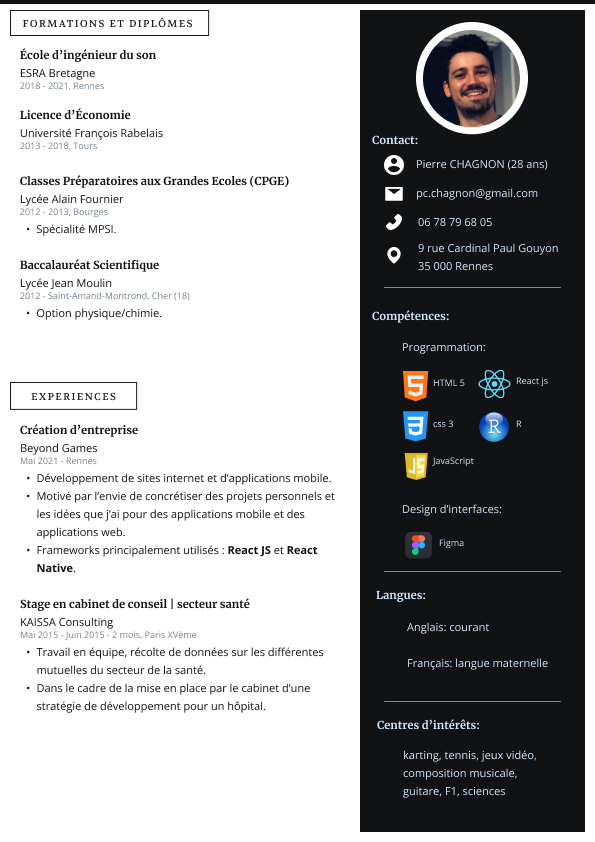 FORMATIONS ET DIPLÔMES
École d'ingénieur du son
ESRA Bretagne
2018 - 2021, Rennes
Licence d'Économie
Université François Rabelais
2013 - 2018, Tours
Classes Préparatoires aux Grandes Ecoles (CPGE)
Lycée Alain Fournier
2012 - 2013, Bourges
• Spécialité MPSI.
Baccalauréat Scientifique
Lycée Jean Moulin
2012 - Saint-Amand-Montrond, Cher (18)
• Option physique/chimie.
EXPERIENCES
Création d'entreprise
Beyond Games
Mai 2021 - Rennes
• Développement de sites internet et d'applications mobile.
• Motivé par l'envie de concrétiser des projets personnels et
les idées que j'ai pour des applications mobile et des
applications web.
• Frameworks principalement utilisés : React JS et React
Native.
Stage en cabinet de conseil | secteur santé
KAISSA Consulting
Mai 2015 - Juin 2015 - 2 mois, Paris XVème
• Travail en équipe, récolte de données sur les différentes
mutuelles du secteur de la santé.
• Dans le cadre de la mise en place par le cabinet d'une
stratégie de développement pour un hôpital.
Contact:
Pierre CHAGNON (28 ans)
pc.chagnon@gmail.com
06 78 79 68 05
9 rue Cardinal Paul Gouyon
35 000 Rennes
Compétences:
Programmation:
HTML 5
React js
css 3
R
R
JS
JavaScript
Design d'interfaces:
Figma
Langues:
Anglais: courant
Français: langue maternelle
Centres d'intérêts:
karting, tennis, jeux vidéo,
composition musicale,
guitare, F1, sciences